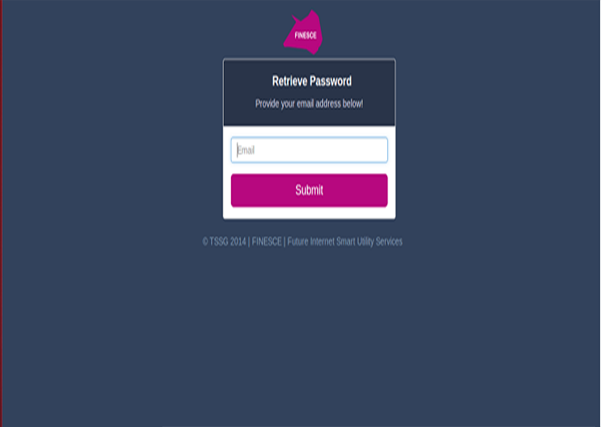 FINESCE
Retrieve Password
Provide your email address below!
Email
Submit
© TSSG 2014 | FINESCE | Future Internet Smart Utility Services